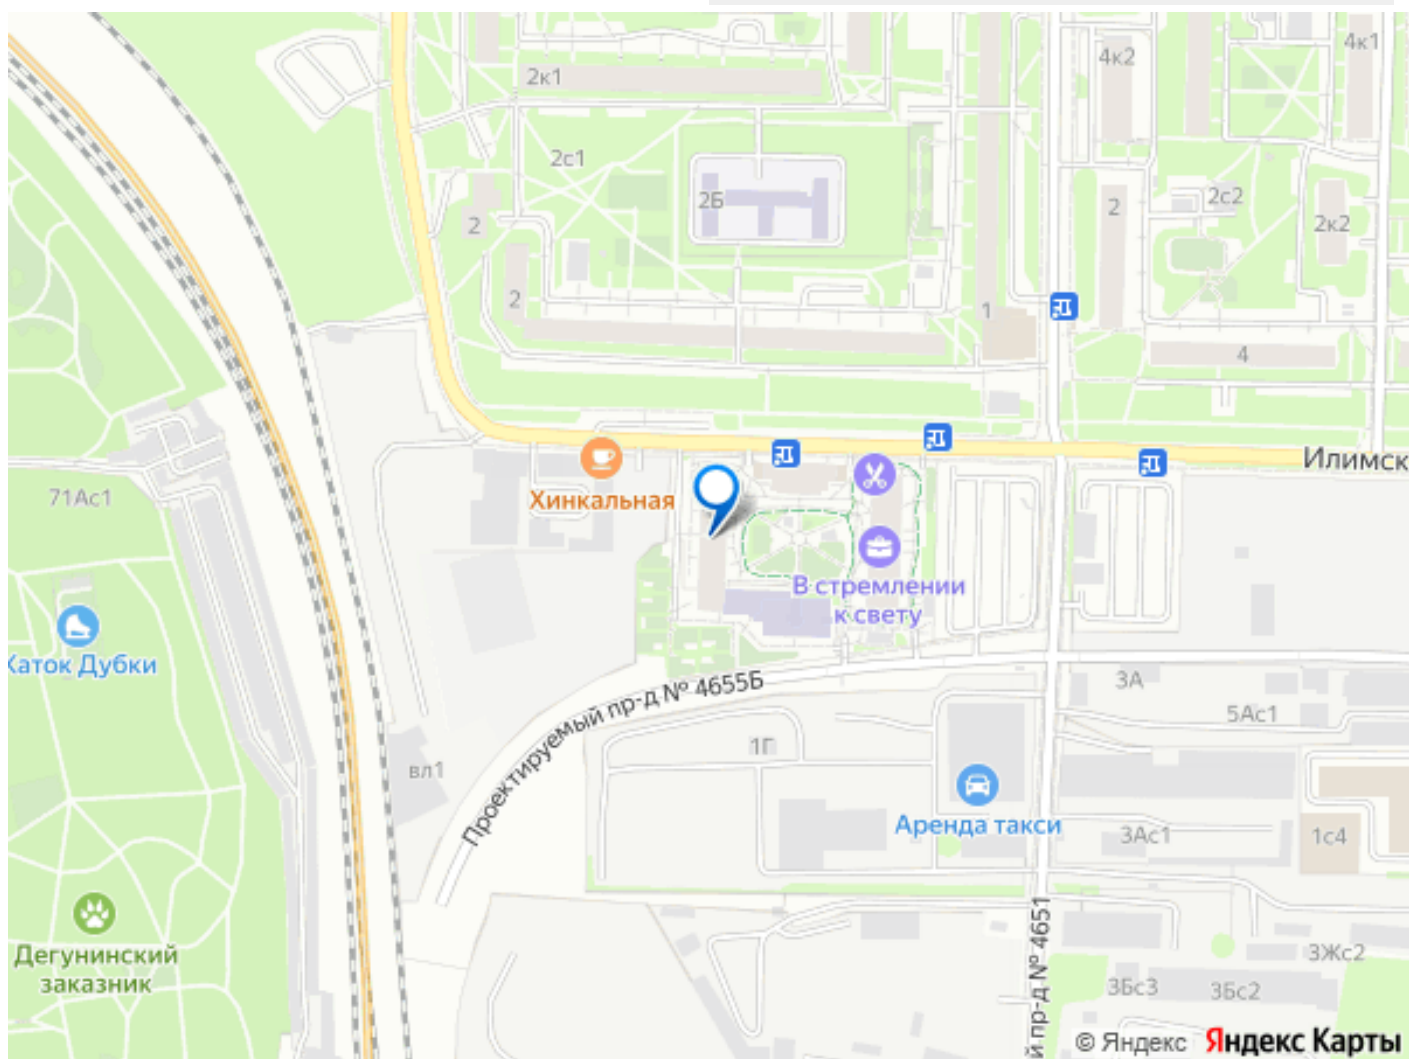 2к1
4к2
4к1
2с1
2Б
2
2с2
2
2к2
2
1
4
Илимск
Хинкальная
71Ас1
В стремлении
к свету
Каток Дубки
Проектируемый пр-д № 4655Б
3А
5Ас1
1Г
вл1
Аренда такси
3Ас1
1с4
Дегунинский
заказник
й пр-д № 4651
3Жс2
3Бс3
3Бс2
© Яндекс Яндекс Карты